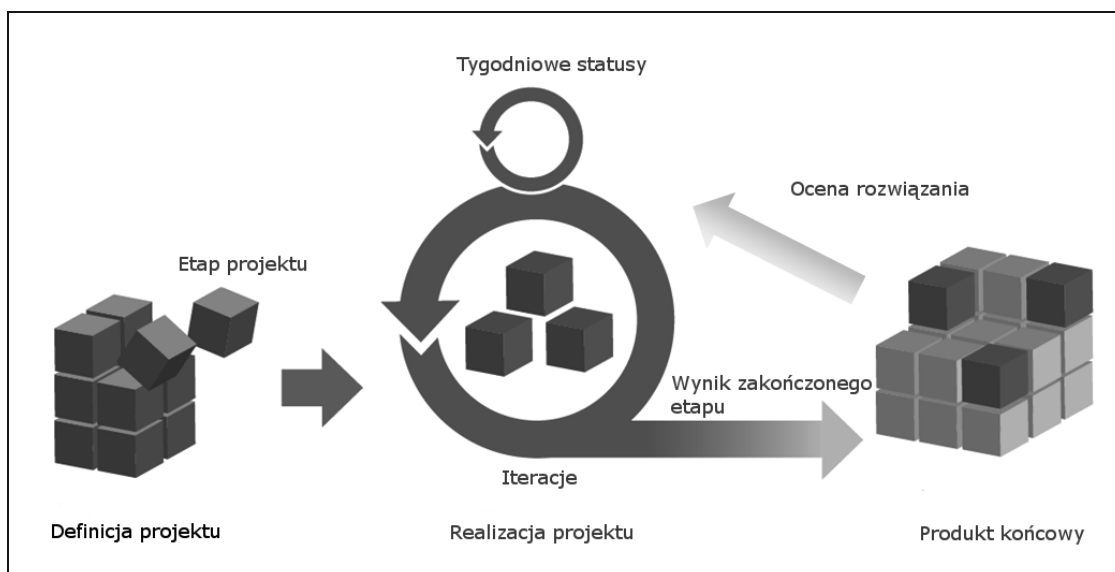 Tygodniowe statusy
Ocena rozwiązania
Etap projektu
Wynik zakończonego
etapu
Iteracje
Definicja projektu
Realizacja projektu
Produkt końcowy